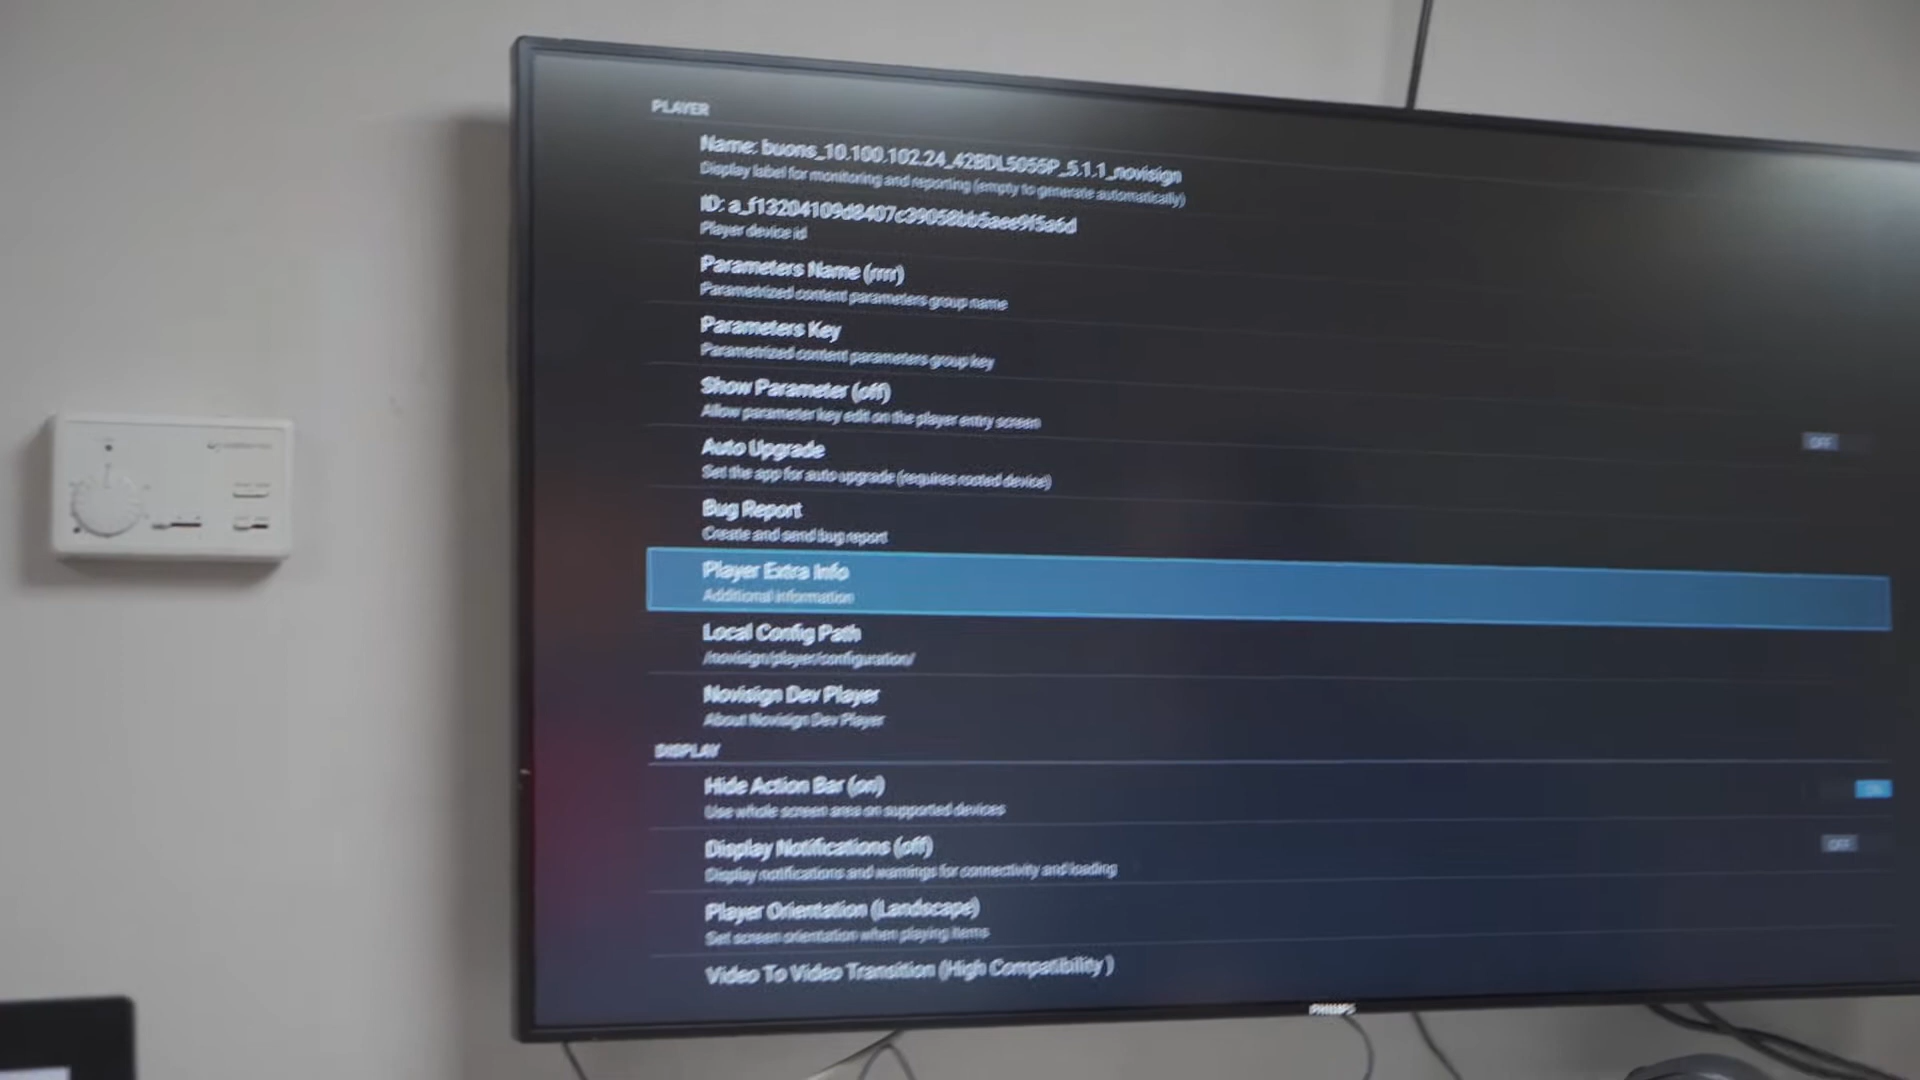 PLAYER
Name: buons_10.100.102.24_42BDL5055P_5.1.1_novisign
Display label for monitoring and reporting (empty to generate automatically)
ID: a_f13204109d8407c39058bb5aee9f5a6d
Player device id
Parameters Name (rrrr)
Parametrized content parameters group name
Parameters Key
Parametrized content parameters group key
Show Parameter (off)
Allow parameter key edit on the player entry screen
OFF
Auto Upgrade
Set the app for auto upgrade (requires rooted device)
Bug Report
Create and send bug report
Player Extra Info
Additional information
Local Config Path
/novisign/player/configuration/
Novisign Dev Player
About Novisign Dev Player
DISPLAY
Hide Action Bar (on)
Use whole screen area on supported devices
ON
Display Notifications (off)
Display notifications and warnings for connectivity and loading
OFF
Player Orientation (Landscape)
Set screen orientation when playing items
Video To Video Transition (High Compatibility )
PHILIPS